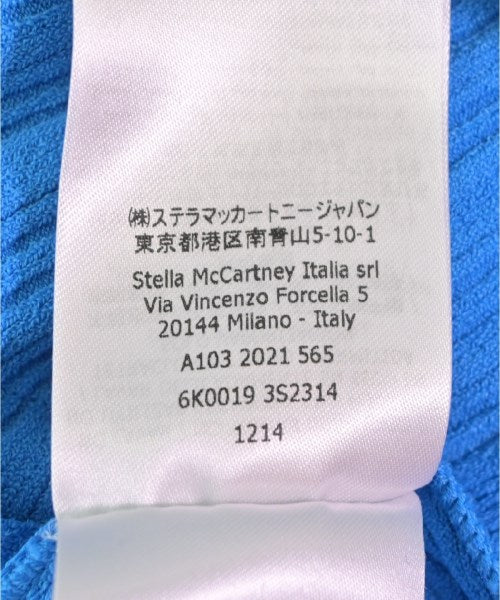 ㈱ステラマッカートニージャパン
東京都港区南青山5-10-1
Stella McCartney Italia srl
Via Vincenzo Forcella 5
20144 Milano - Italy
A103 2021 565
6K0019 3S2314
1214